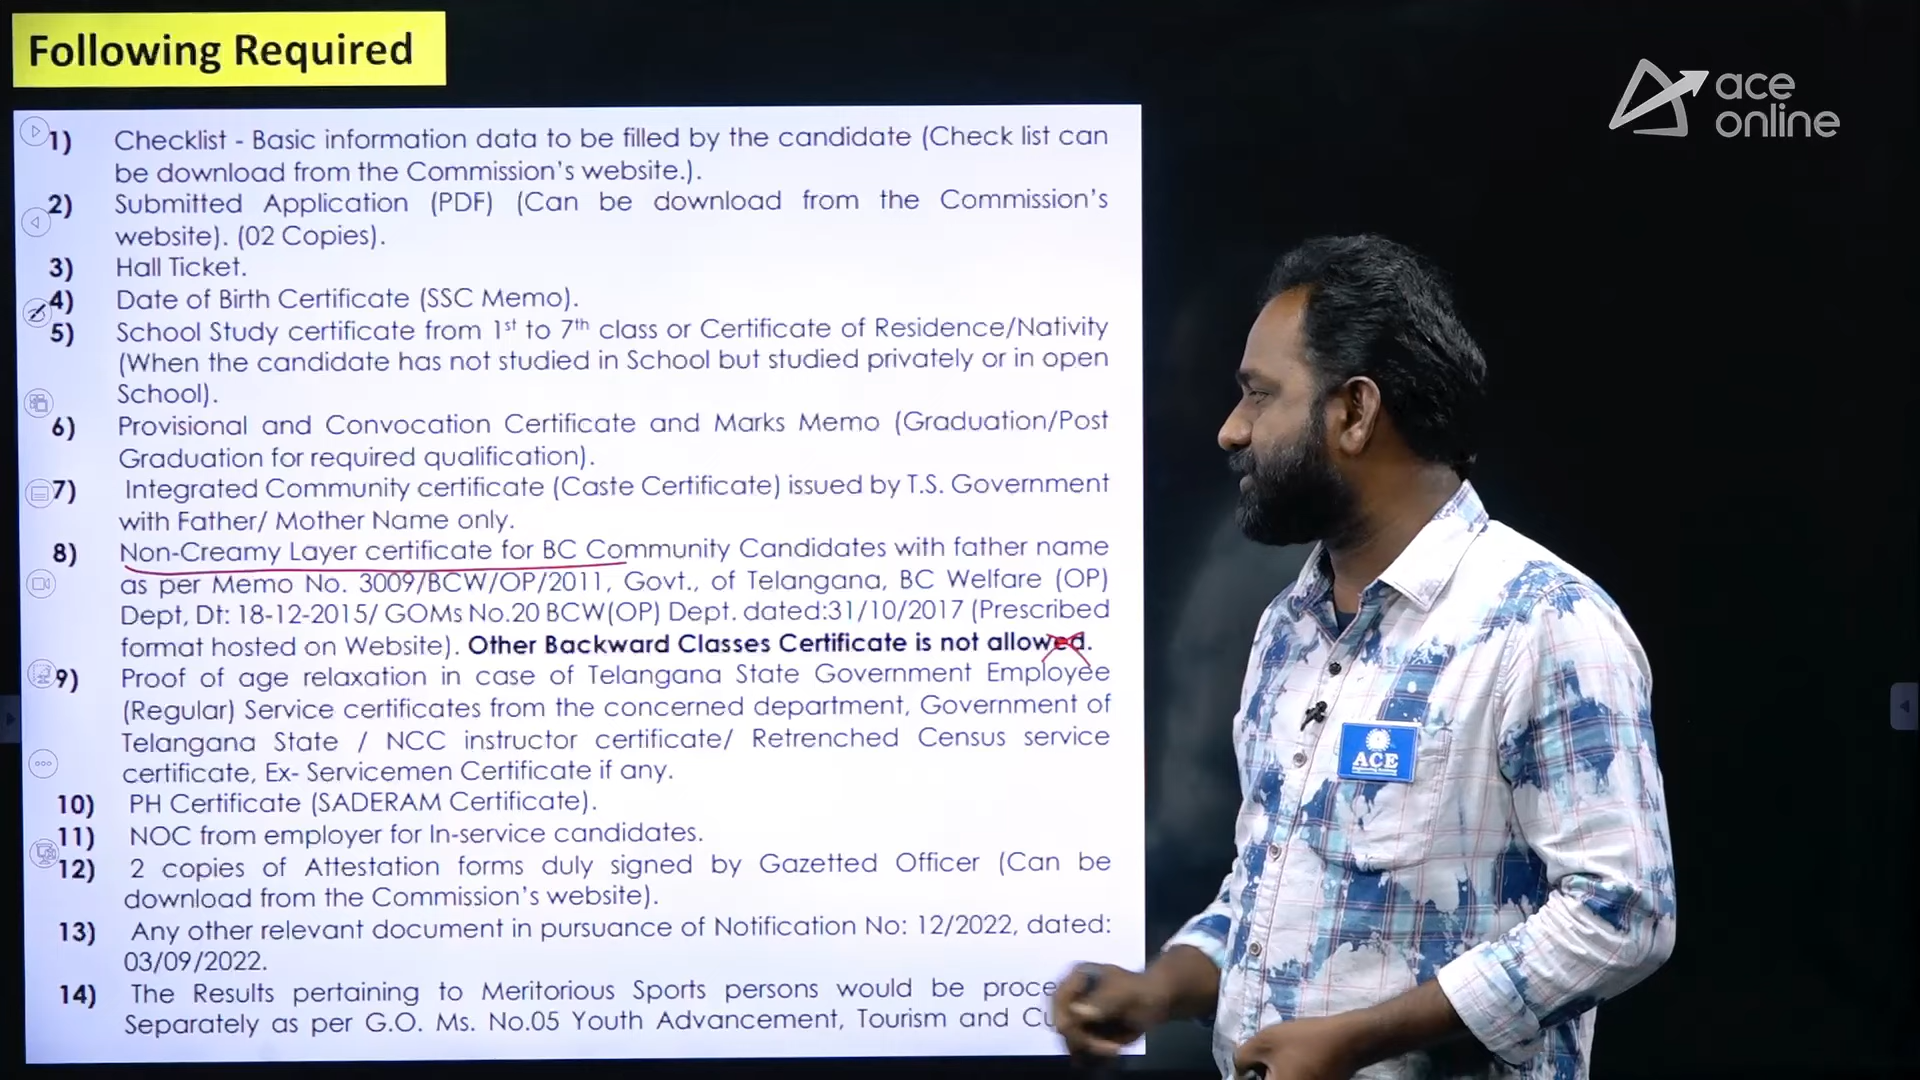 Following Required
ace
online
1) Checklist - Basic information data to be filled by the candidate (Check list can
be download from the Commission's website.).
2) Submitted Application (PDF) (Can be download from the Commission's
website). (02 Copies).
3) Hall Ticket.
4) Date of Birth Certificate (SSC Memo).
5) School Study certificate from 1st to 7th class or Certificate of Residence/Nativity
(When the candidate has not studied in School but studied privately or in open
School).
6) Provisional and Convocation Certificate and Marks Memo (Graduation/Post
Graduation for required qualification).
7) Integrated Community certificate (Caste Certificate) issued by T.S. Government
with Father/ Mother Name only.
8) Non-Creamy Layer certificate for BC Community Candidates with father name
as per Memo No. 3009/BCW/OP/2011, Govt., of Telangana, BC Welfare (OP)
Dept, Dt: 18-12-2015/ GOMs No.20 BCW(OP) Dept. dated:31/10/2017 (Prescribed
format hosted on Website). Other Backward Classes Certificate is not allowed.
9) Proof of age relaxation in case of Telangana State Government Employee
(Regular) Service certificates from the concerned department, Government of
Telangana State / NCC instructor certificate/ Retrenched Census service
certificate, Ex- Servicemen Certificate if any.
10) PH Certificate (SADERAM Certificate).
11) NOC from employer for In-service candidates.
12) 2 copies of Attestation forms duly signed by Gazetted Officer (Can be
download from the Commission's website).
13) Any other relevant document in pursuance of Notification No: 12/2022, dated:
03/09/2022.
14) The Results pertaining to Meritorious Sports persons would be proce
Separately as per G.O. Ms. No.05 Youth Advancement, Tourism and Cu
ACE